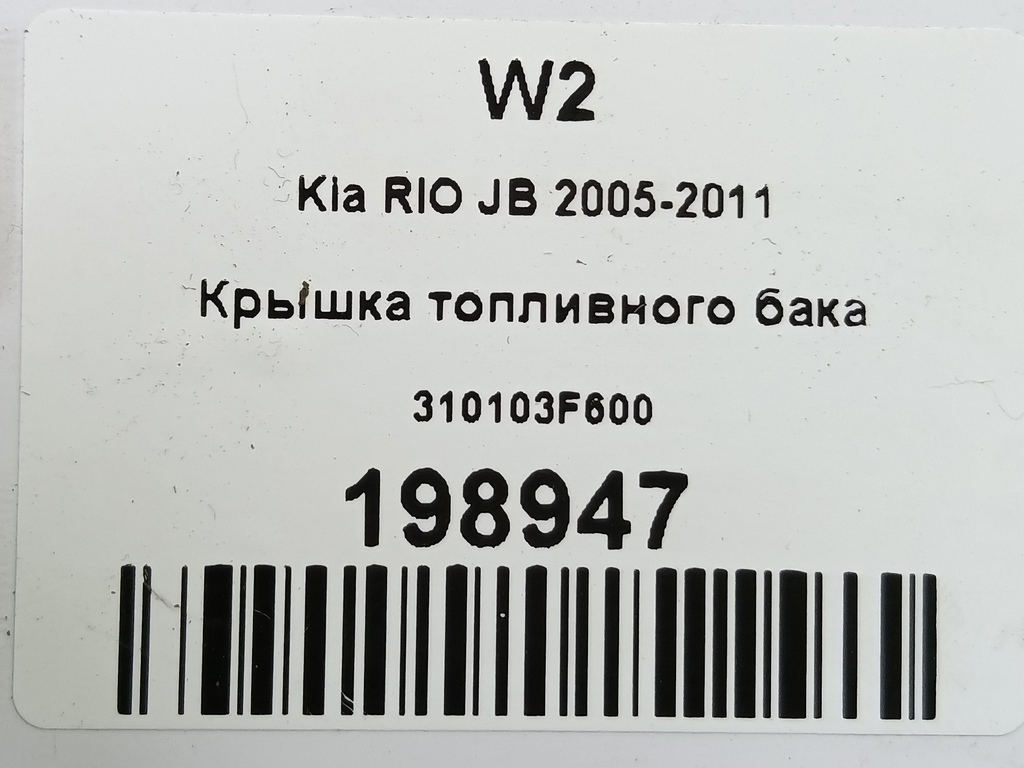 W2
Kia RIO JB 2005-2011
Крышка топливного бака
310103F600
198947